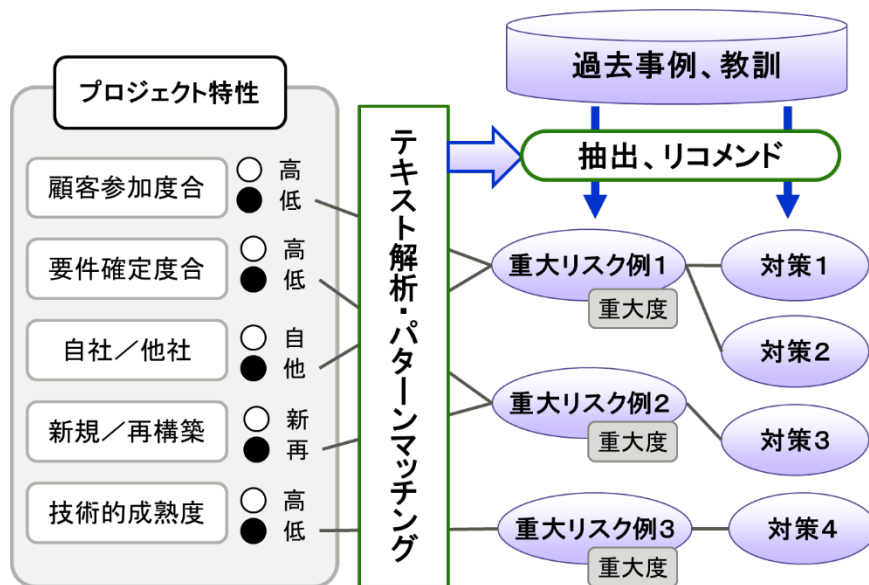 プロジェクト特性
顧客参加度合
高
低
要件確定度合
高
低
自社／他社
自
他
新規／再構築
新
再
技術的成熟度
高
低
テキスト解析・パターンマッチング
過去事例、教訓
抽出、リコメンド
重大リスク例1
重大度
対策1
対策2
重大リスク例2
重大度
対策3
重大リスク例3
重大度
対策4